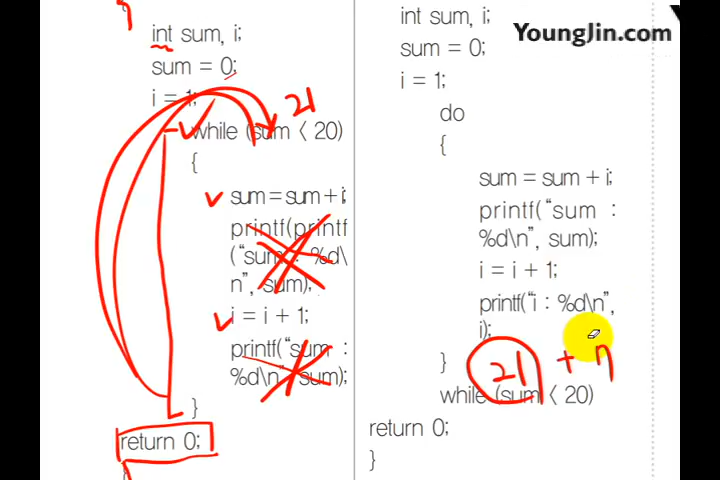 int sum, i;
sum = 0;
i = 1;
while (sum < 20)
{
sum=sum+i;
printf(printf
("sum : %d\
n", sum);
i = i + 1;
printf("sum :
%d\n", sum);
}
return 0;
}
21
int sum, i;
sum = 0;
i = 1;
do
{
sum = sum + i;
printf("sum :
%d\n", sum);
i = i + 1;
printf("i : %d\n",
i);
}
while (sum < 20)
return 0;
}
21 + η
YoungJin.com